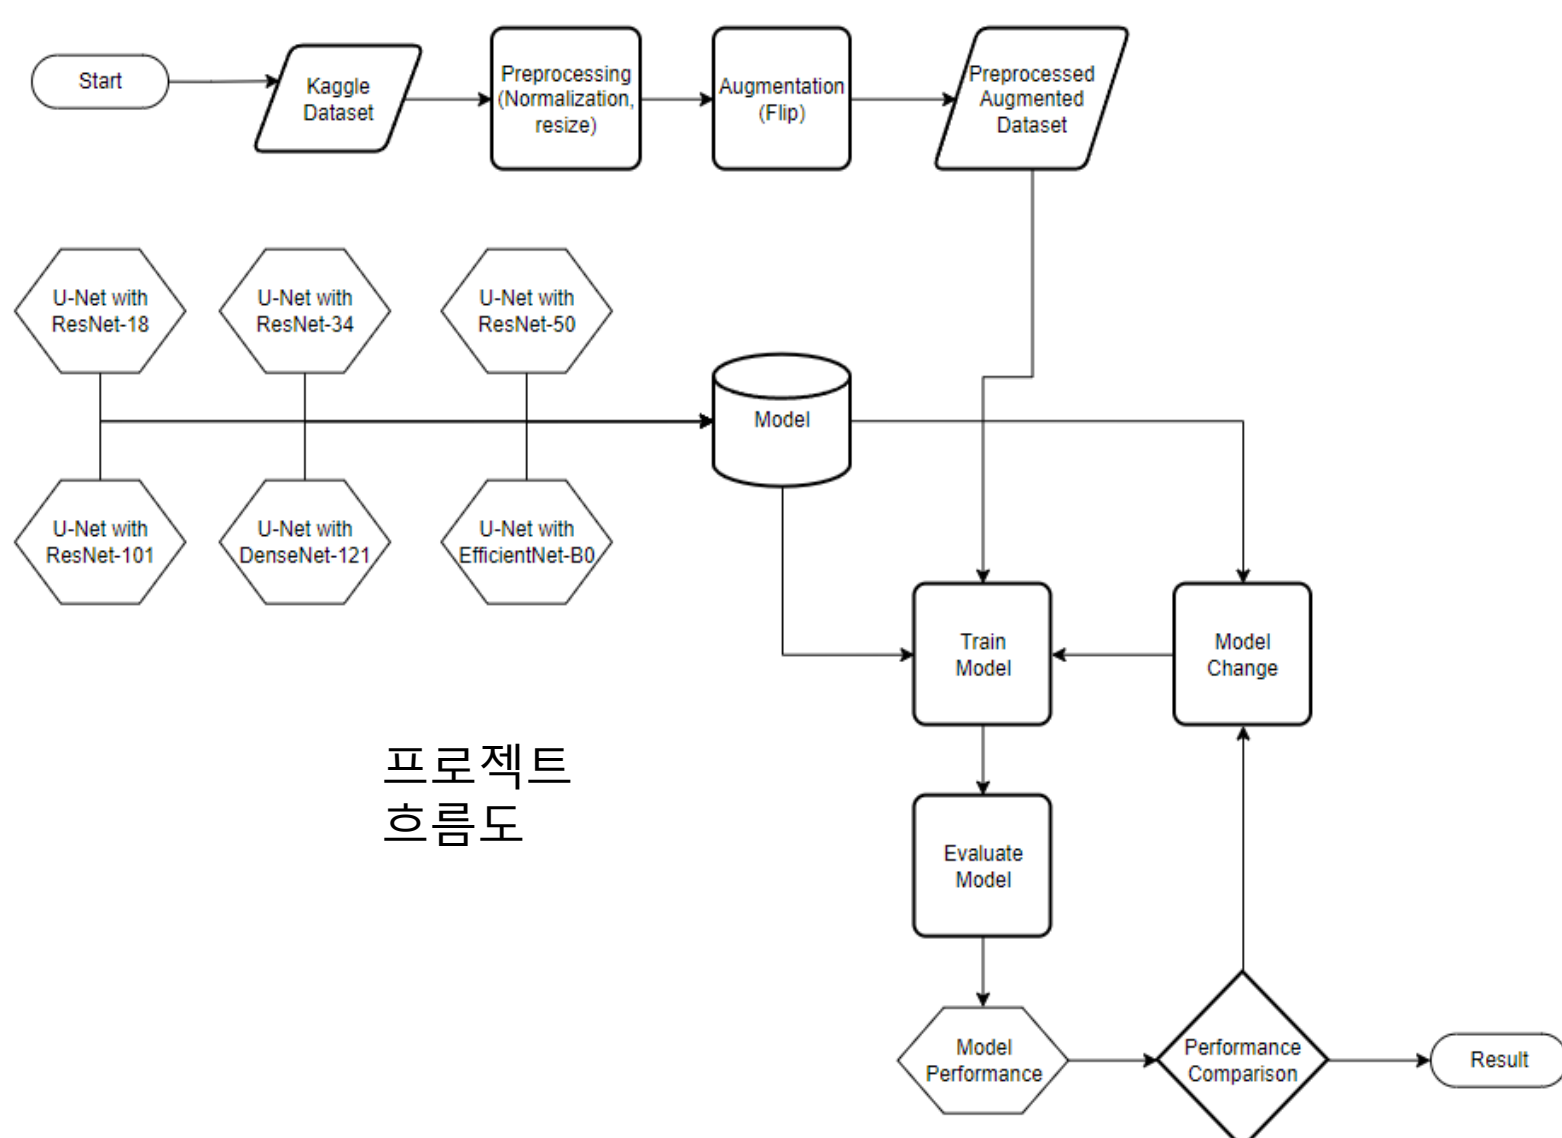 Start
Kaggle
Dataset
Preprocessing
(Normalization,
resize)
Augmentation
(Flip)
Preprocessed
Augmented
Dataset
U-Net with
ResNet-18
U-Net with
ResNet-34
U-Net with
ResNet-50
Model
U-Net with
ResNet-101
U-Net with
DenseNet-121
U-Net with
EfficientNet-B0
Train
Model
Model
Change
프로젝트
흐름도
Evaluate
Model
Model
Performance
Performance
Comparison
Result